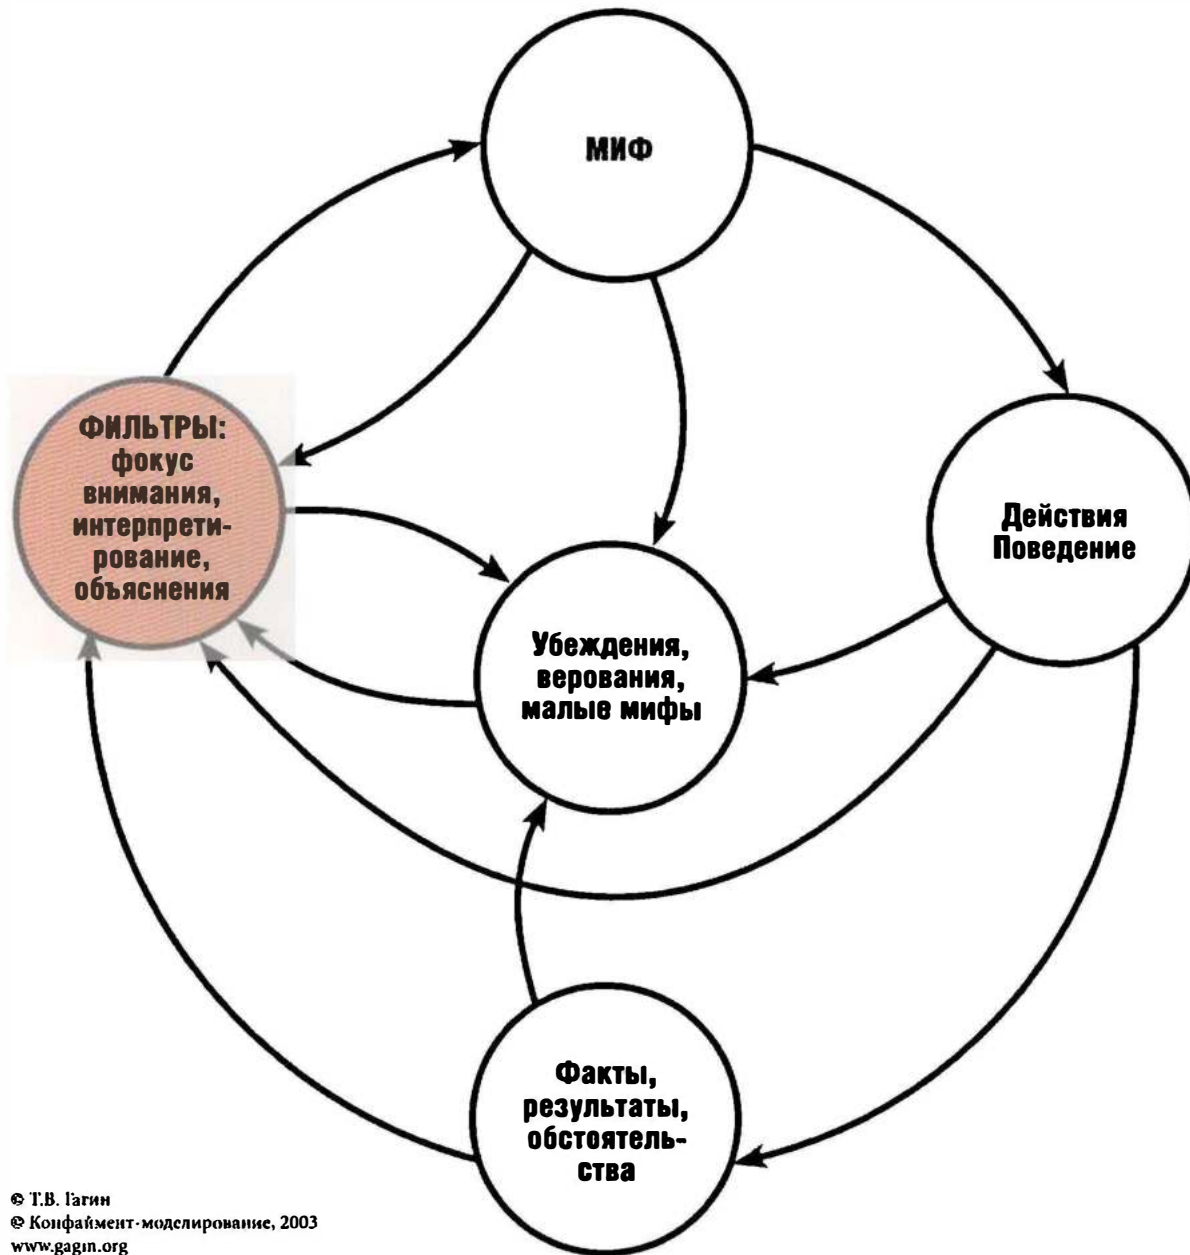 МИФ
ФИЛЬТРЫ:
фокус
внимания,
интерпрети-
рование,
объяснения
Действия
Поведение
Убеждения,
верования,
малые мифы
Факты,
результаты,
обстоятель-
ства
© Т.В. Гагин
© Конфаймент-моделирование, 2003
www.gagin.org